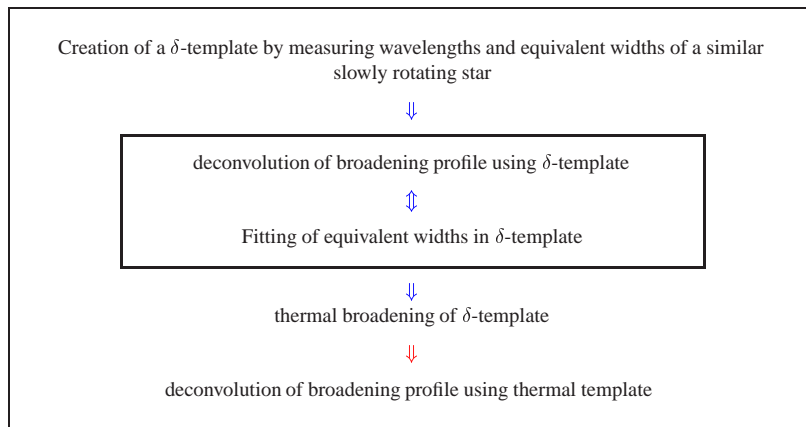 Creation of a δ-template by measuring wavelengths and equivalent widths of a similar
slowly rotating star
⇓
deconvolution of broadening profile using δ-template
⇕
Fitting of equivalent widths in δ-template
⇓
thermal broadening of δ-template
⇓
deconvolution of broadening profile using thermal template